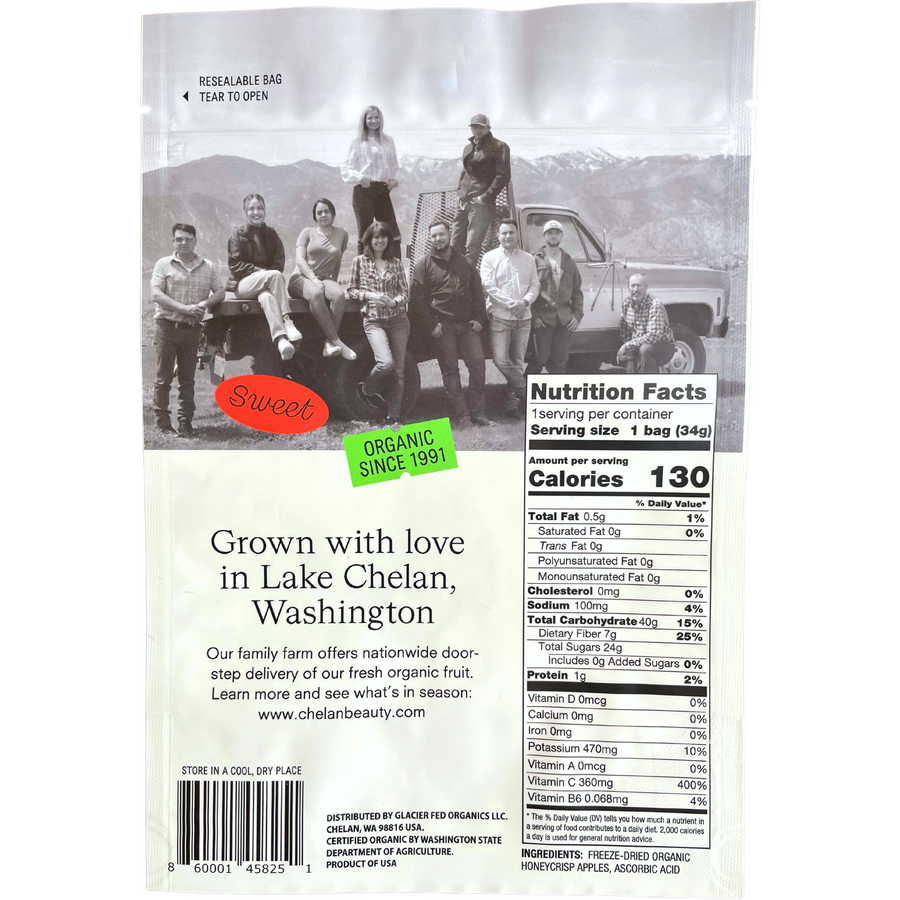 RESEALABLE BAG
TEAR TO OPEN
Sweet
ORGANIC
SINCE 1991
Grown with love
in Lake Chelan,
Washington
Our family farm offers nationwide door-
step delivery of our fresh organic fruit.
Learn more and see what's in season:
www.chelanbeauty.com
STORE IN A COOL, DRY PLACE
8 60001 45825 1
DISTRIBUTED BY GLACIER FED ORGANICS LLC.
CHELAN, WA 98816 USA.
CERTIFIED ORGANIC BY WASHINGTON STATE
DEPARTMENT OF AGRICULTURE.
PRODUCT OF USA
Nutrition Facts
1serving per container
Serving size 1 bag (34g)
Amount per serving
Calories 130
% Daily Value*
Total Fat 0.5g 1%
Saturated Fat 0g 0%
Trans Fat 0g
Polyunsaturated Fat 0g
Monounsaturated Fat 0g
Cholesterol 0mg 0%
Sodium 100mg 4%
Total Carbohydrate 40g 15%
Dietary Fiber 7g 25%
Total Sugars 24g
Includes 0g Added Sugars 0%
Protein 1g 2%
Vitamin D 0mcg 0%
Calcium 0mg 0%
Iron 0mg 0%
Potassium 470mg 10%
Vitamin A 0mcg 0%
Vitamin C 360mg 400%
Vitamin B6 0.068mg 4%
* The % Daily Value (DV) tells you how much a nutrient in
a serving of food contributes to a daily diet. 2,000 calories
a day is used for general nutrition advice.
INGREDIENTS: FREEZE-DRIED ORGANIC
HONEYCRISP APPLES, ASCORBIC ACID